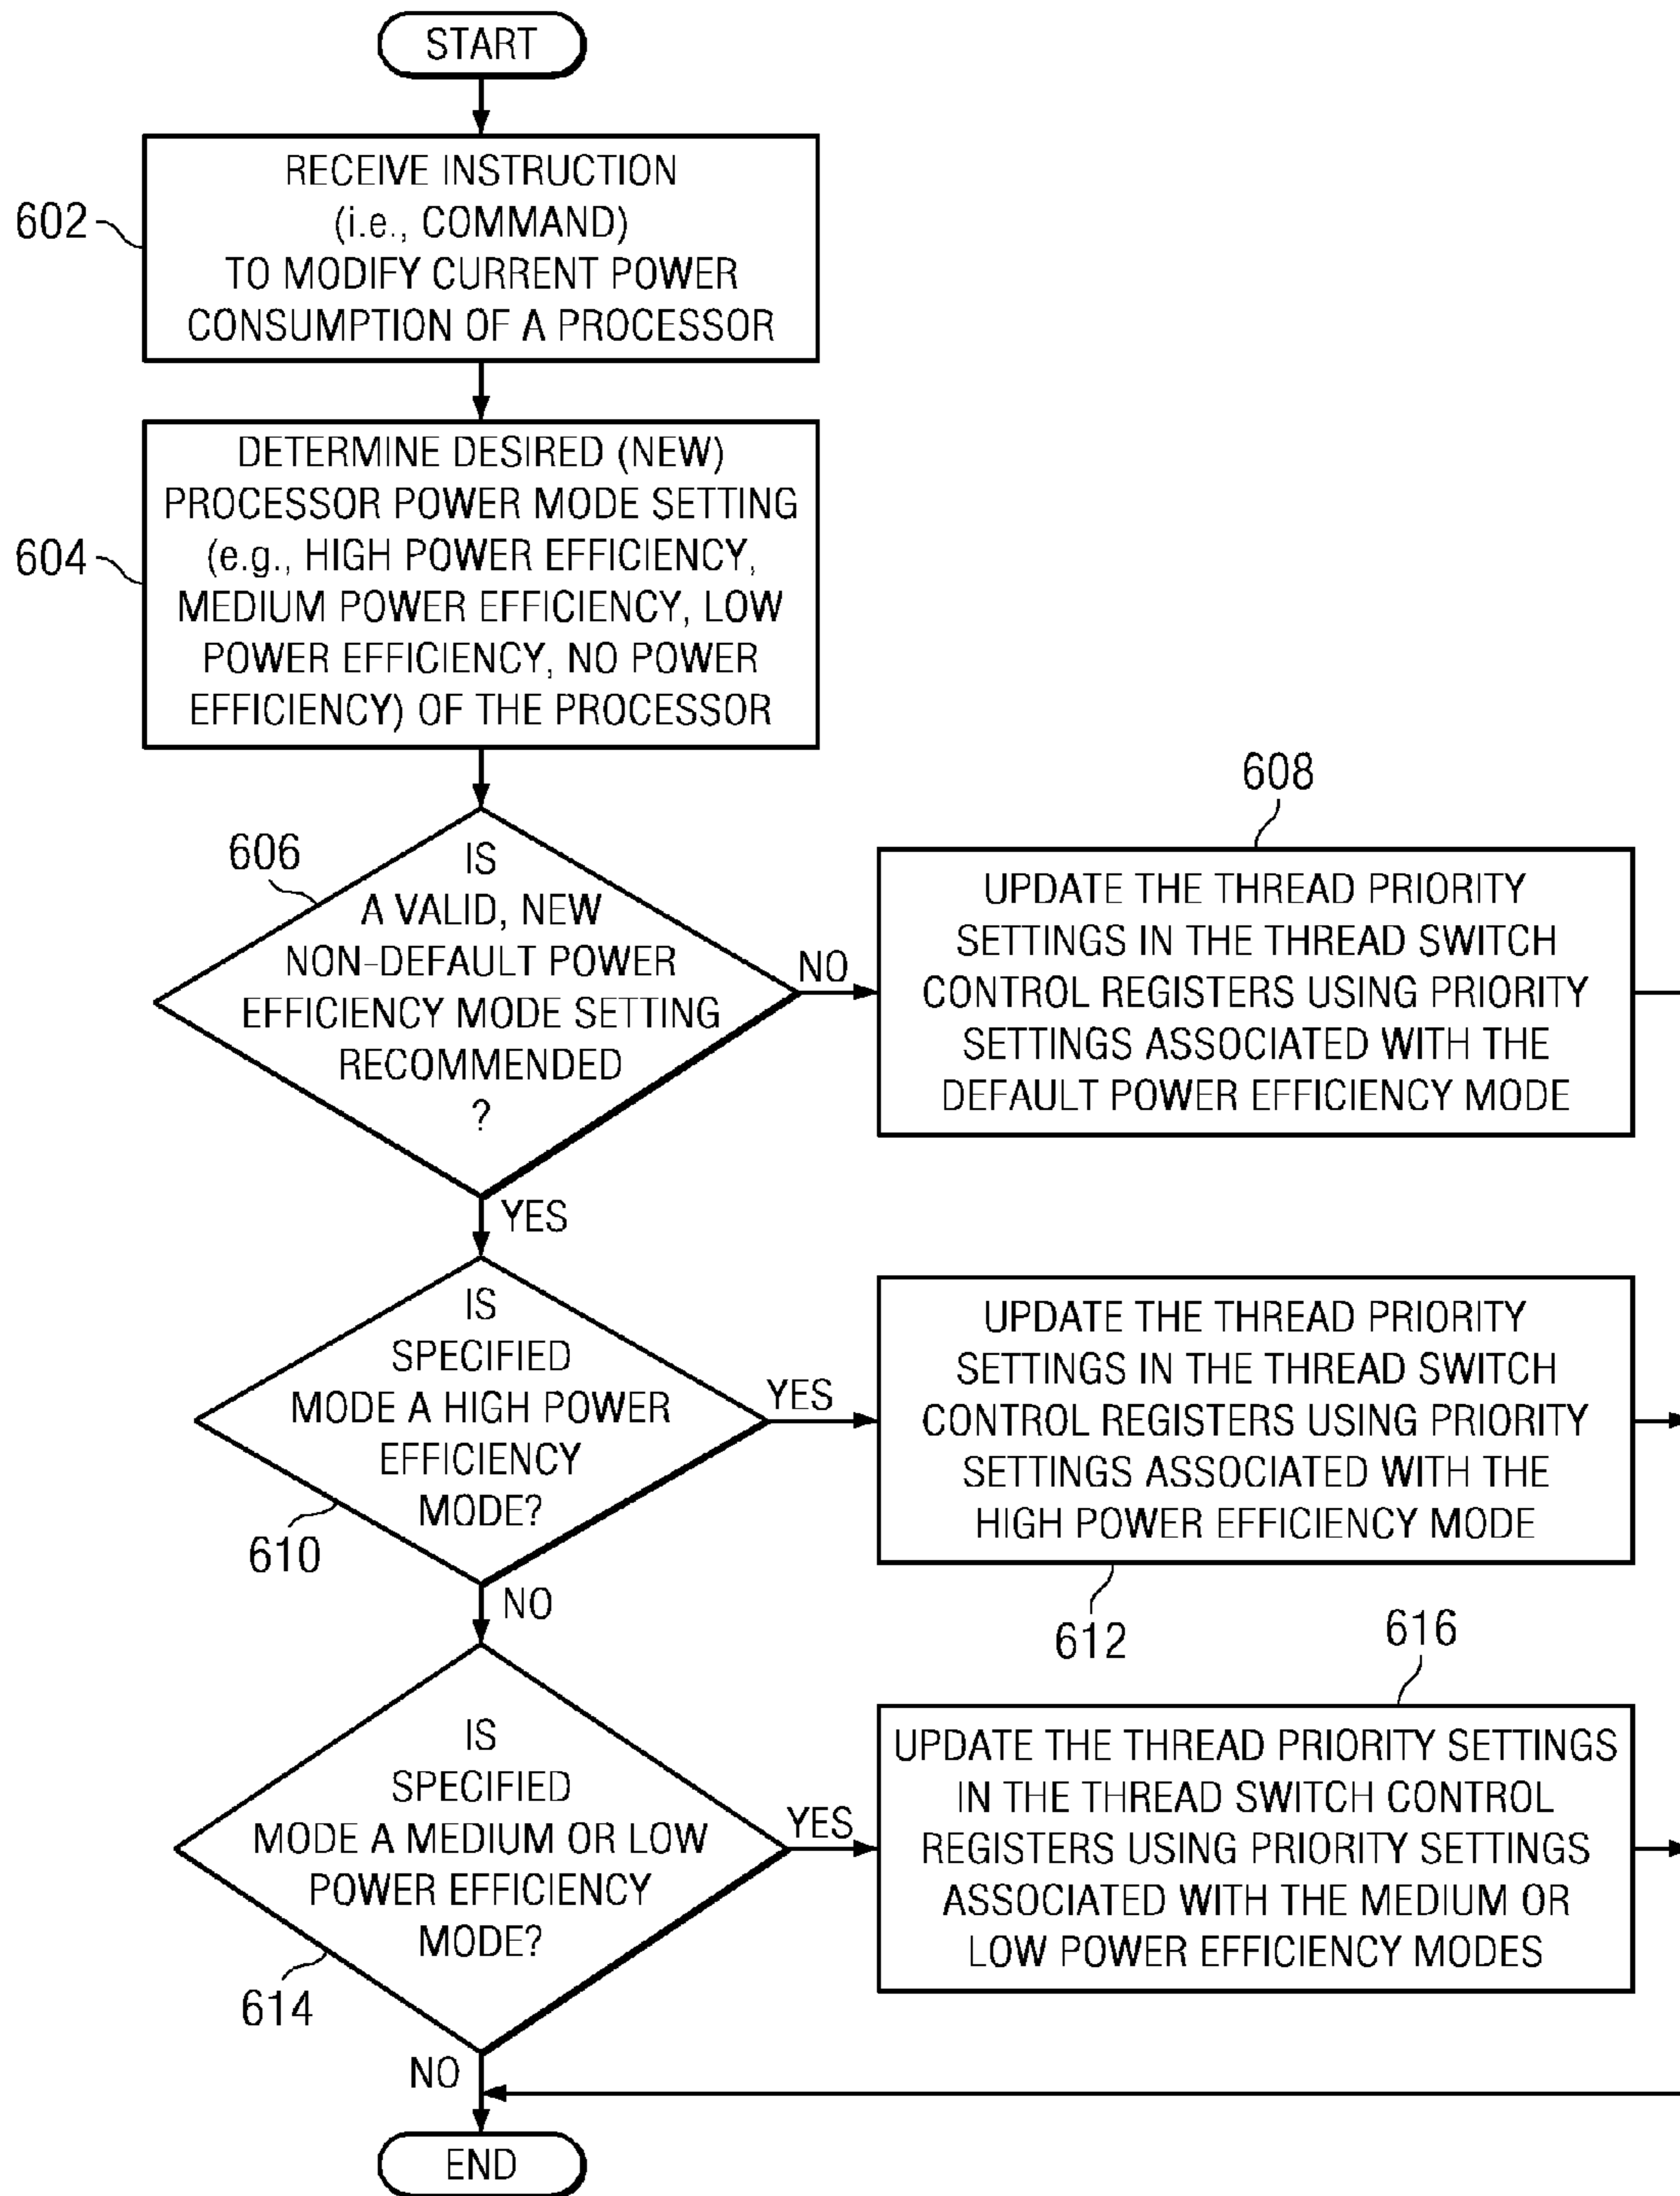 START
602
RECEIVE INSTRUCTION
(i.e., COMMAND)
TO MODIFY CURRENT POWER
CONSUMPTION OF A PROCESSOR
604
DETERMINE DESIRED (NEW)
PROCESSOR POWER MODE SETTING
(e.g., HIGH POWER EFFICIENCY,
MEDIUM POWER EFFICIENCY, LOW
POWER EFFICIENCY, NO POWER
EFFICIENCY) OF THE PROCESSOR
606
IS
A VALID, NEW
NON-DEFAULT POWER
EFFICIENCY MODE SETTING
RECOMMENDED
?
NO
608
UPDATE THE THREAD PRIORITY
SETTINGS IN THE THREAD SWITCH
CONTROL REGISTERS USING PRIORITY
SETTINGS ASSOCIATED WITH THE
DEFAULT POWER EFFICIENCY MODE
YES
IS
SPECIFIED
MODE A HIGH POWER
EFFICIENCY
MODE?
610
YES
UPDATE THE THREAD PRIORITY
SETTINGS IN THE THREAD SWITCH
CONTROL REGISTERS USING PRIORITY
SETTINGS ASSOCIATED WITH THE
HIGH POWER EFFICIENCY MODE
612
NO
IS
SPECIFIED
MODE A MEDIUM OR LOW
POWER EFFICIENCY
MODE?
614
YES
616
UPDATE THE THREAD PRIORITY SETTINGS
IN THE THREAD SWITCH CONTROL
REGISTERS USING PRIORITY SETTINGS
ASSOCIATED WITH THE MEDIUM OR
LOW POWER EFFICIENCY MODES
NO
END